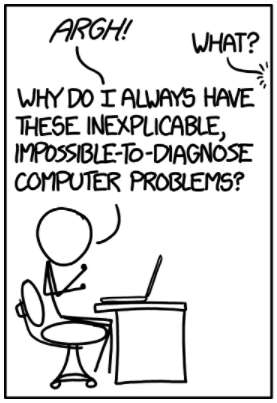 ARGH!
WHAT?
WHY DO I ALWAYS HAVE
THESE INEXPLICABLE,
IMPOSSIBLE-TO-DIAGNOSE
COMPUTER PROBLEMS?